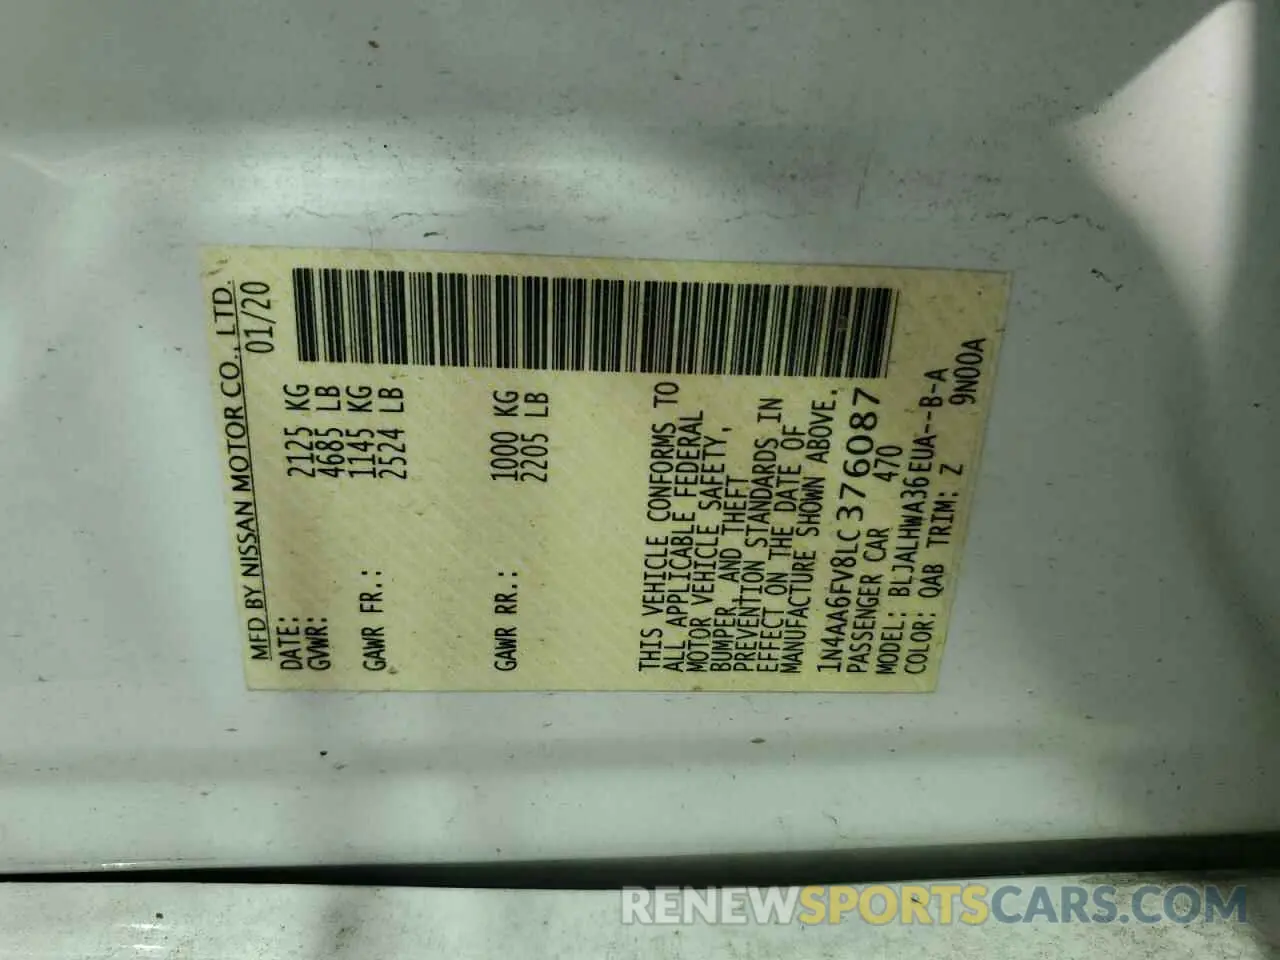 MFD BY NISSAN MOTOR CO., LTD.
DATE: 01/20
GVWR: 2125 KG
4685 LB
GAWR FR.: 1145 KG
2524 LB
GAWR RR.: 1000 KG
2205 LB
THIS VEHICLE CONFORMS TO
ALL APPLICABLE FEDERAL
MOTOR VEHICLE SAFETY,
BUMPER, AND THEFT
PREVENTION STANDARDS IN
EFFECT ON THE DATE OF
MANUFACTURE SHOWN ABOVE.
1N4AA6FV8LC376087
PASSENGER CAR 470
MODEL: BLJALHWA36EUA--B-A
COLOR: QAB TRIM: Z 9N00A
RENEWSPORTSCARS.COM